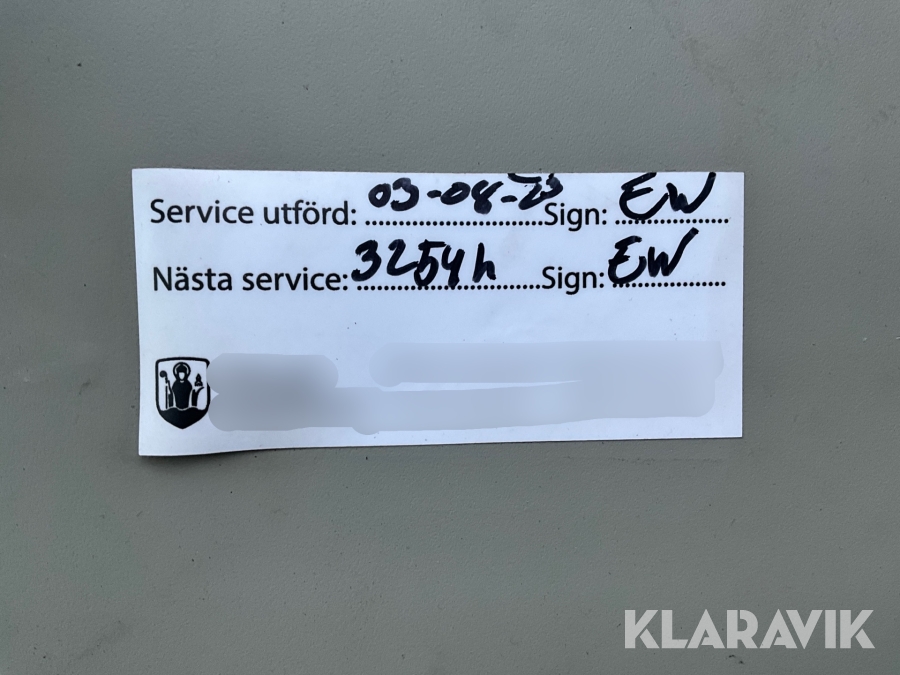 Service utförd: 03-08-23 Sign: EW
Nästa service: 3254h Sign: EW
KLARAVIK